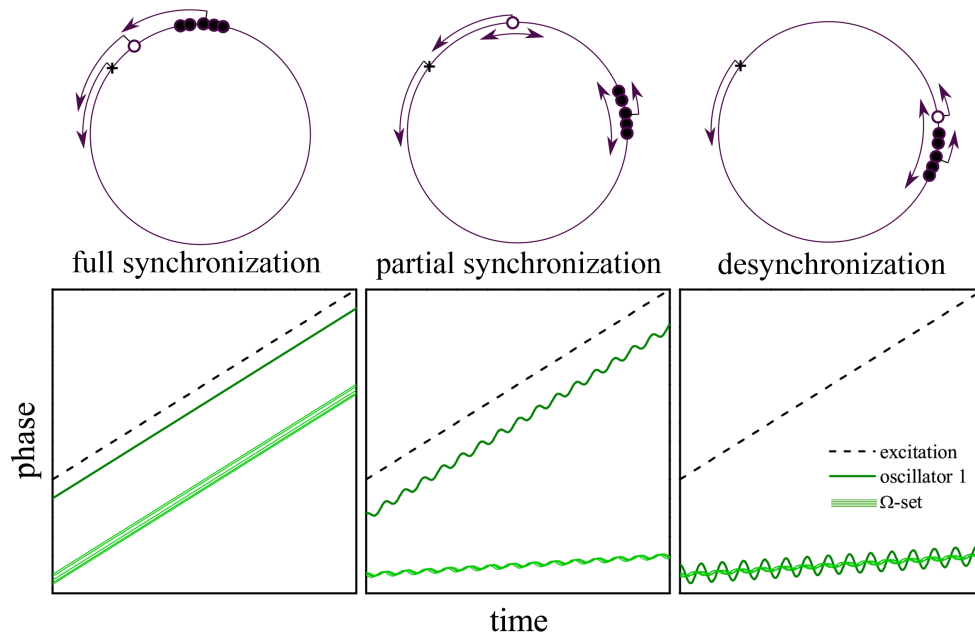 full synchronization
partial synchronization
desynchronization
phase
excitation
oscillator 1
Ω-set
time